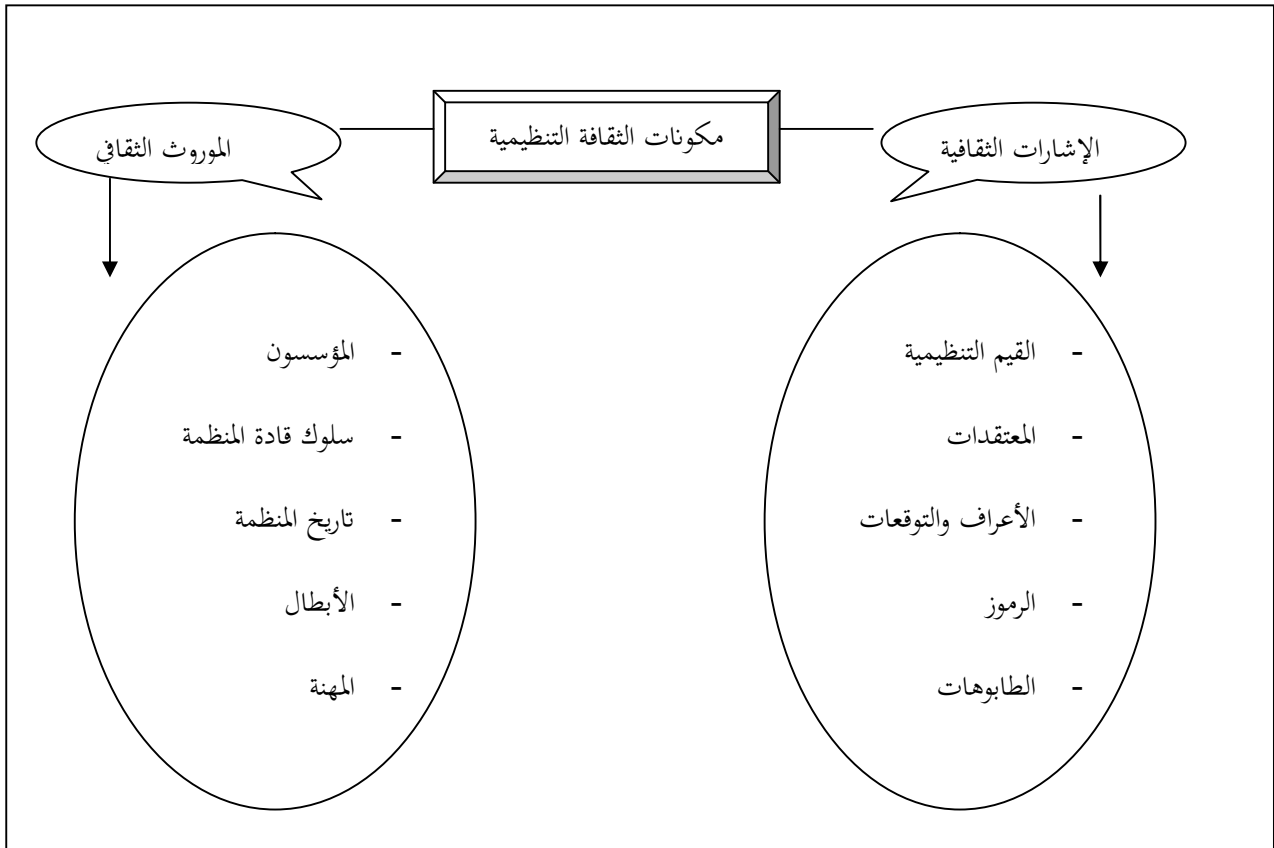 مكونات الثقافة التنظيمية
الإشارات الثقافية
- القيم التنظيمية
- المعتقدات
- الأعراف والتوقعات
- الرموز
- الطابوهات
الموروث الثقافي
- المؤسسون
- سلوك قادة المنظمة
- تاريخ المنظمة
- الأبطال
- المهنة